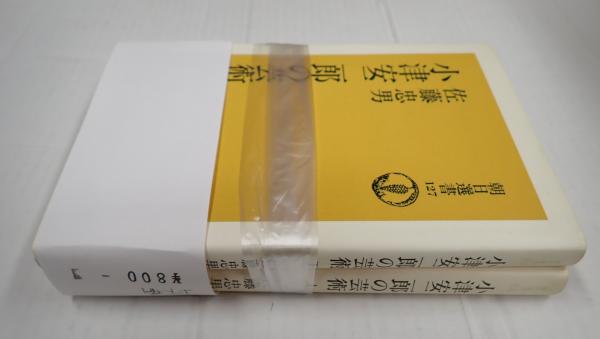 小津安二郎の芸術
佐藤忠男
朝日選書
127
小津安二郎の芸術
小津安二郎の芸術
藤忠男
¥800